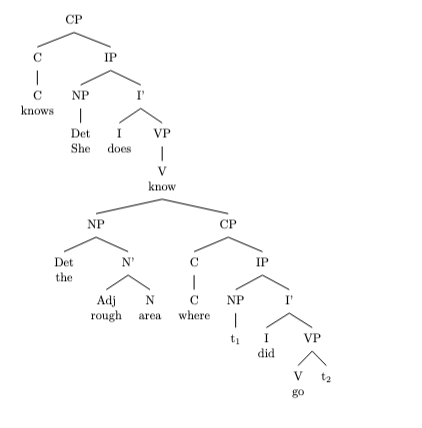 CP
C IP
C NP I'
knows
Det I VP
She does
V
know
NP CP
Det N' C IP
the
Adj N C NP I'
rough area where
t₁ I VP
did
V t₂
go